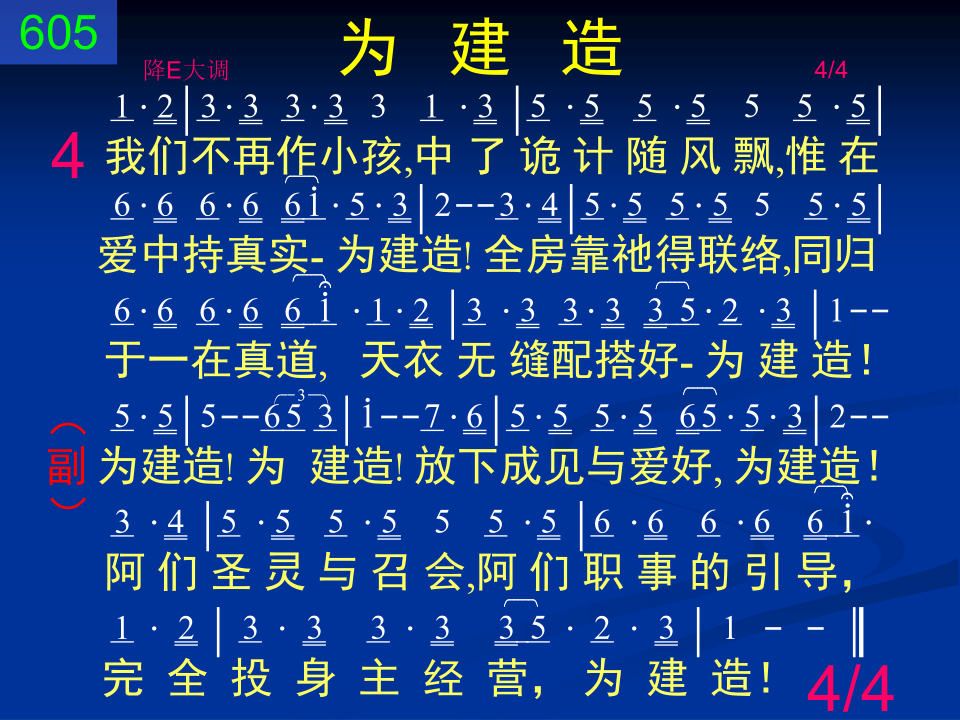 605
为 建 造
降E大调 4/4
1 · 2 | 3 · 3 3 · 3 3 1 · 3 | 5 · 5 5 · 5 5 5 · 5 |
4
我们不再作小孩,中 了 诡 计 随 风 飘,惟 在
6 · 6 6 · 6 6 i · 5 · 3 | 2 - - 3 · 4 | 5 · 5 5 · 5 5 5 · 5 |
爱中持真实- 为建造! 全房靠祂得联络,同归
6 · 6 6 · 6 6 i · 1 · 2 | 3 · 3 3 · 3 3 5 · 2 · 3 | 1 - -
于一在真道, 天衣 无 缝配搭好- 为 建 造!
5 · 5 | 5 - - 6 5 3 | i - - 7 · 6 | 5 · 5 5 · 5 6 5 · 5 · 3 | 2 - -
3
(副)
为建造! 为 建造! 放下成见与爱好, 为建造!
3 · 4 | 5 · 5 5 · 5 5 5 · 5 | 6 · 6 6 · 6 6 i ·
阿 们 圣 灵 与 召 会,阿 们 职 事 的 引 导,
1 · 2 | 3 · 3 3 · 3 3 5 · 2 · 3 | 1 - - ‖
完 全 投 身 主 经 营, 为 建 造!
4/4